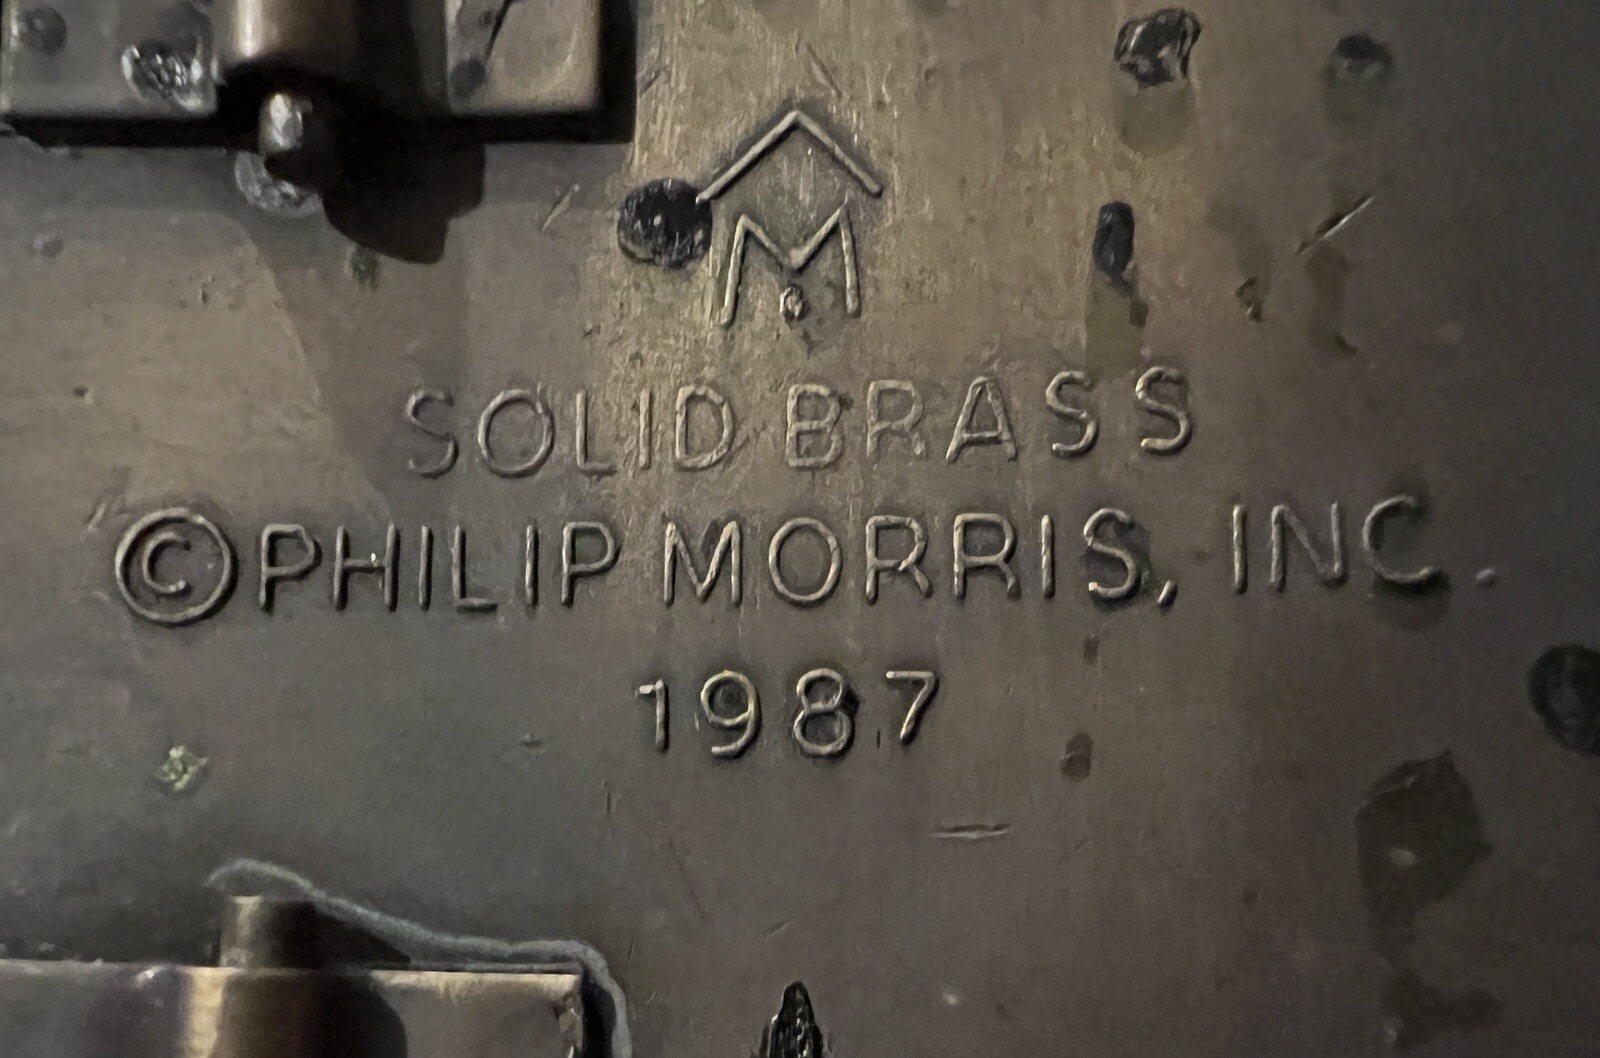 M
SOLID BRASS
©PHILIP MORRIS, INC.
1987